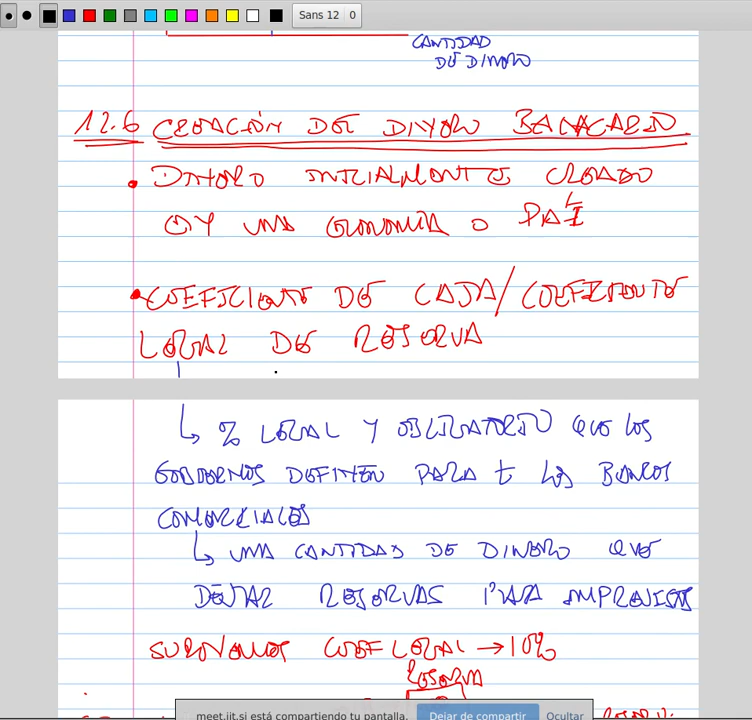 Sans 12 0
CANTIDAD
DE DINERO
12.6 CREACIÓN DE DINERO BANCARIO
• DINERO INICIALMENTE CREADO
EN UNA ECONOMÍA O PAÍS
• COEFICIENTE DE CAJA/COEFICIENTE
LEGAL DE RESERVA
↳ % LEGAL Y OBLIGATORIO QUE LOS
GOBIERNOS DEFINEN PARA t LOS BANCOS
COMERCIALES
↳ UNA CANTIDAD DE DINERO QUE
DEJAR RESERVAS PARA IMPREVISTOS
SUPONEMOS COEF LEGAL → 10%
RESERVA
meet.jit.si está compartiendo tu pantalla. Dejar de compartir Ocultar